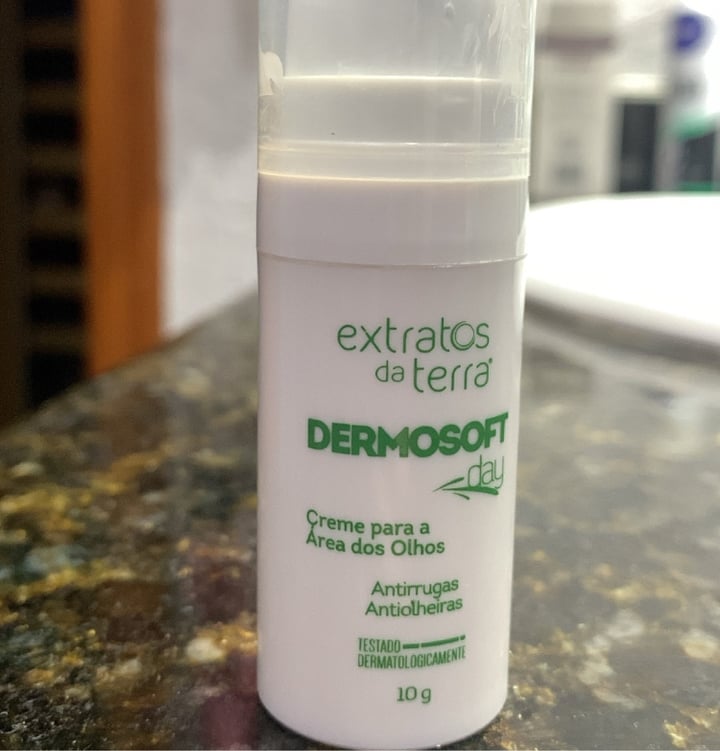 extratos
da terra®
DERMOSOFT
day
Creme para a
Área dos Olhos
Antirrugas
Antiolheiras
TESTADO
DERMATOLOGICAMENTE
10 g